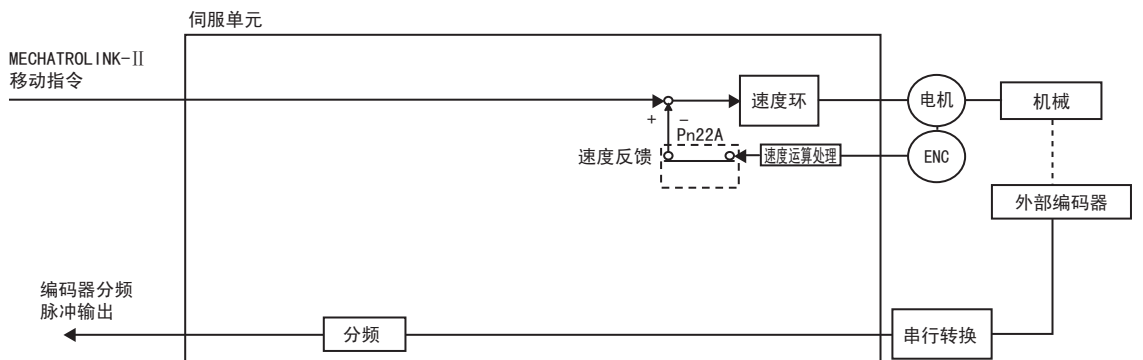 伺服单元
MECHATROLINK-Ⅱ
移动指令
速度环
电机
机械
+ -
Pn22A
速度反馈
速度运算处理
ENC
外部编码器
编码器分频
脉冲输出
分频
串行转换